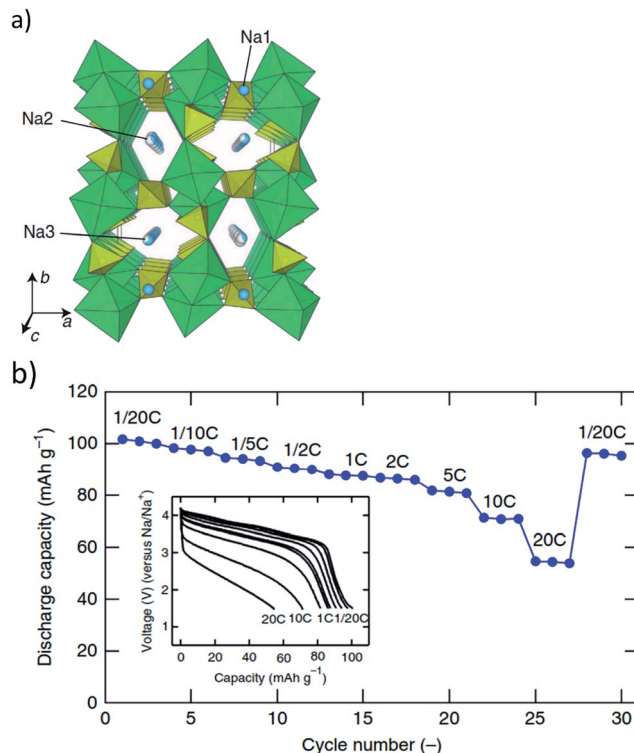 a)
Na1
Na2
Na3
b
a
c
b)
120
100
80
60
40
20
0
Discharge capacity (mAh g⁻¹)
1/20C
1/10C
1/5C
1/2C
1C
2C
5C
10C
20C
1/20C
4
3
2
1
Voltage (V) (versus Na/Na⁺)
20C 10C 1C 1/20C
0 20 40 60 80 100
Capacity (mAh g⁻¹)
0 5 10 15 20 25 30
Cycle number (–)